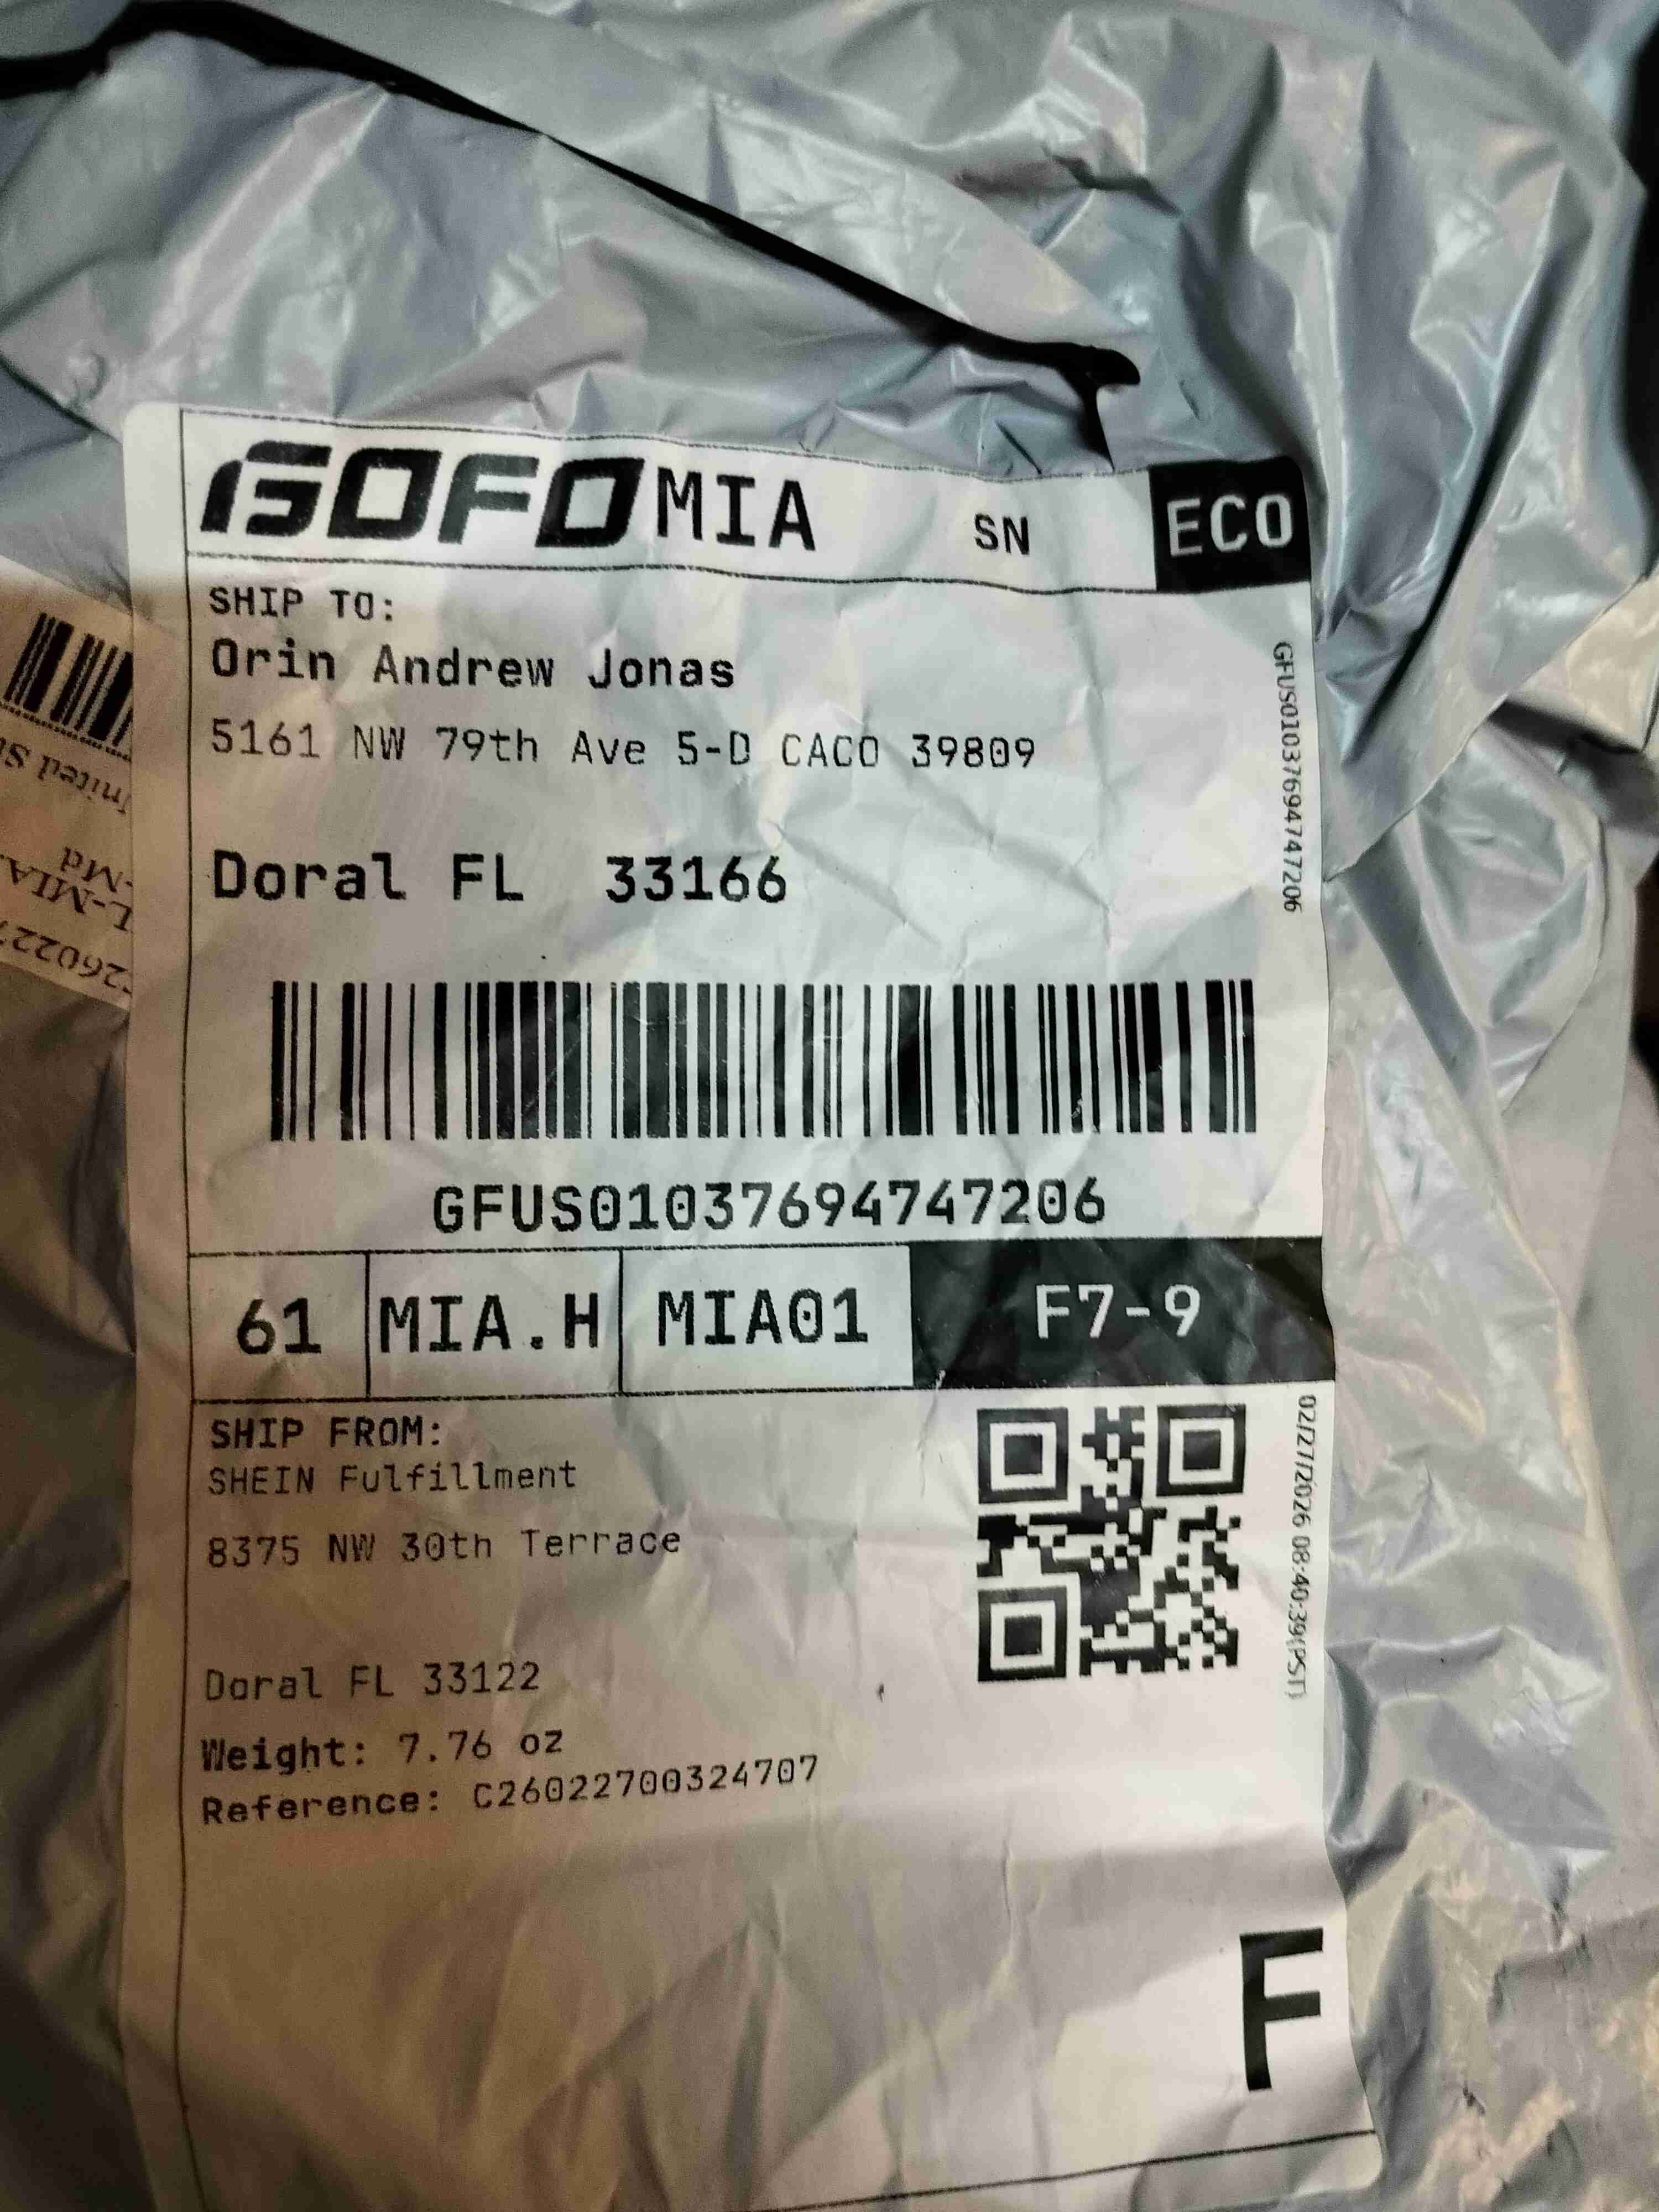 GOFO MIA SN ECO
SHIP TO:
Orin Andrew Jonas
5161 NW 79th Ave 5-D CACO 39809
Doral FL 33166
GFUS01037694747206
GFUS01037694747206
61 MIA.H MIA01 F7-9
SHIP FROM:
SHEIN Fulfillment
8375 NW 30th Terrace
Doral FL 33122
Weight: 7.76 oz
Reference: C26022700324707
02/27/2026 08:40:39(PST)
F